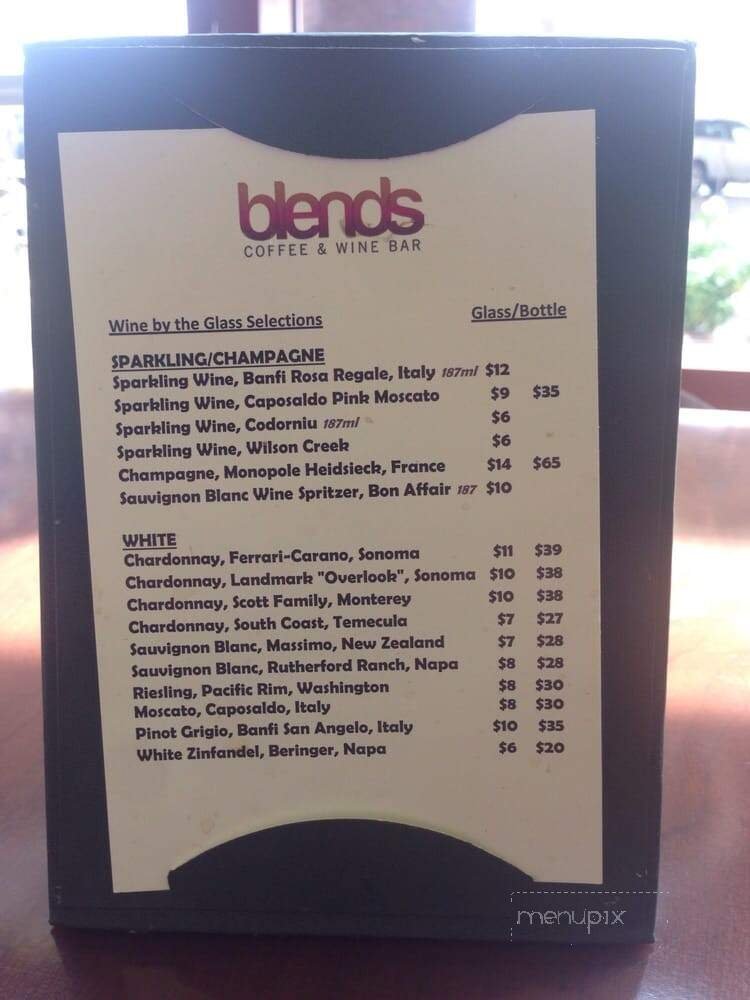 blends
COFFEE & WINE BAR
Wine by the Glass Selections Glass/Bottle
SPARKLING/CHAMPAGNE
Sparkling Wine, Banfi Rosa Regale, Italy 187ml $12
Sparkling Wine, Caposaldo Pink Moscato $9 $35
Sparkling Wine, Codorniu 187ml $6
Sparkling Wine, Wilson Creek $6
Champagne, Monopole Heidsieck, France $14 $65
Sauvignon Blanc Wine Spritzer, Bon Affair 187 $10
WHITE
Chardonnay, Ferrari-Carano, Sonoma $11 $39
Chardonnay, Landmark "Overlook", Sonoma $10 $38
Chardonnay, Scott Family, Monterey $10 $38
Chardonnay, South Coast, Temecula $7 $27
Sauvignon Blanc, Massimo, New Zealand $7 $28
Sauvignon Blanc, Rutherford Ranch, Napa $8 $28
Riesling, Pacific Rim, Washington $8 $30
Moscato, Caposaldo, Italy $8 $30
Pinot Grigio, Banfi San Angelo, Italy $10 $35
White Zinfandel, Beringer, Napa $6 $20
menupix